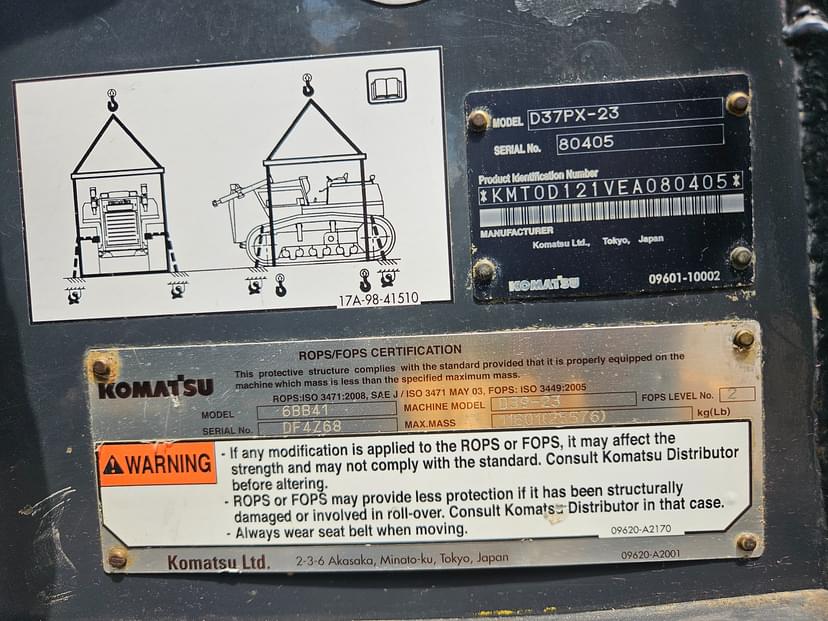 17A-98-41510
MODEL D37PX-23
SERIAL No. 80405
Product Identification Number
*KMT0D121VEA080405*
MANUFACTURER
Komatsu Ltd., Tokyo, Japan
KOMATSU 09601-10002
ROPS/FOPS CERTIFICATION
KOMATSU
This protective structure complies with the standard provided that it is properly equipped on the
machine which mass is less than the specified maximum mass.
ROPS:ISO 3471:2008, SAE J / ISO 3471 MAY 03, FOPS: ISO 3449:2005
MODEL 6BB41 MACHINE MODEL D39-23 FOPS LEVEL No. 2
SERIAL No. DF4Z68 MAX.MASS kg(Lb)
WARNING
- If any modification is applied to the ROPS or FOPS, it may affect the
strength and may not comply with the standard. Consult Komatsu Distributor
before altering.
- ROPS or FOPS may provide less protection if it has been structurally
damaged or involved in roll-over. Consult Komatsu Distributor in that case.
- Always wear seat belt when moving.
09620-A2170
Komatsu Ltd. 2-3-6 Akasaka, Minato-ku, Tokyo, Japan 09620-A2001